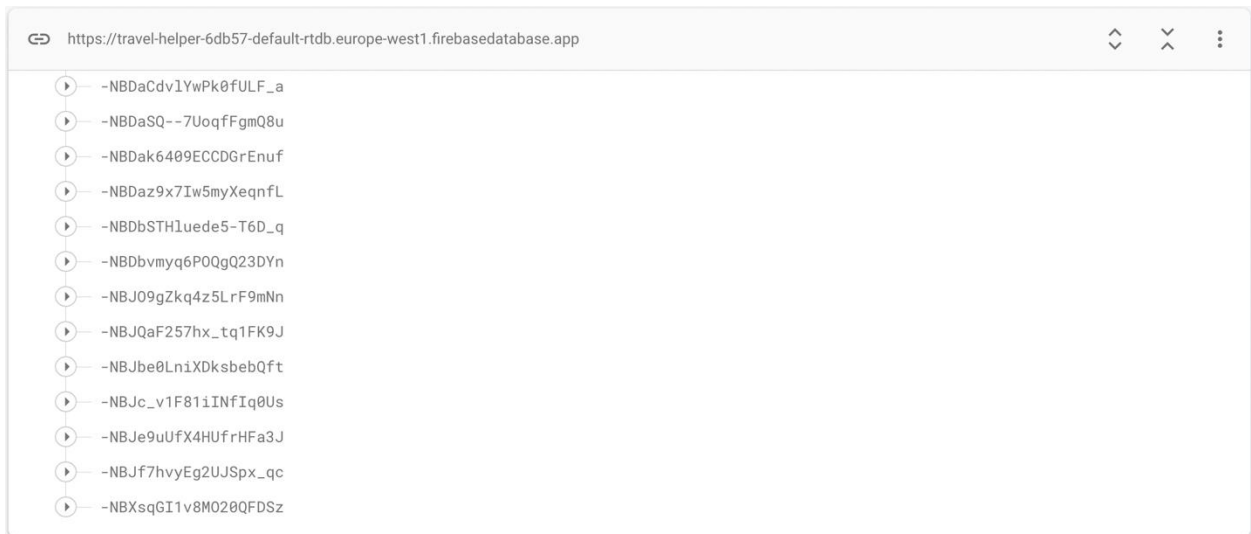 https://travel-helper-6db57-default-rtdb.europe-west1.firebasedatabase.app
-NBDaCdvlYwPk0fULF_a
-NBDaSQ--7UoqfFgmQ8u
-NBDak6409ECCDGrEnuf
-NBDaz9x7Iw5myXeqnfL
-NBDbSTHluede5-T6D_q
-NBDbvmyq6POQgQ23DYn
-NBJO9gZkq4z5LrF9mNn
-NBJQaF257hx_tq1FK9J
-NBJbe0LniXDksbebQft
-NBJc_v1F81iINfIq0Us
-NBJe9uUfX4HUfrHFa3J
-NBJf7hvyEg2UJSpx_qc
-NBXsqGI1v8MO20QFDSz